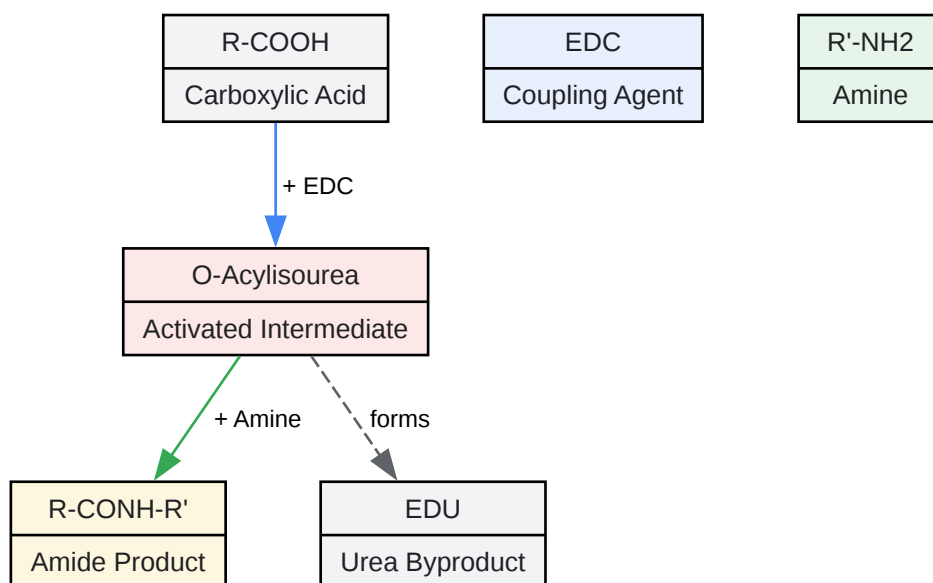 R-COOH
Carboxylic Acid
EDC
Coupling Agent
R'-NH2
Amine
+ EDC
O-Acylisourea
Activated Intermediate
+ Amine
forms
R-CONH-R'
Amide Product
EDU
Urea Byproduct